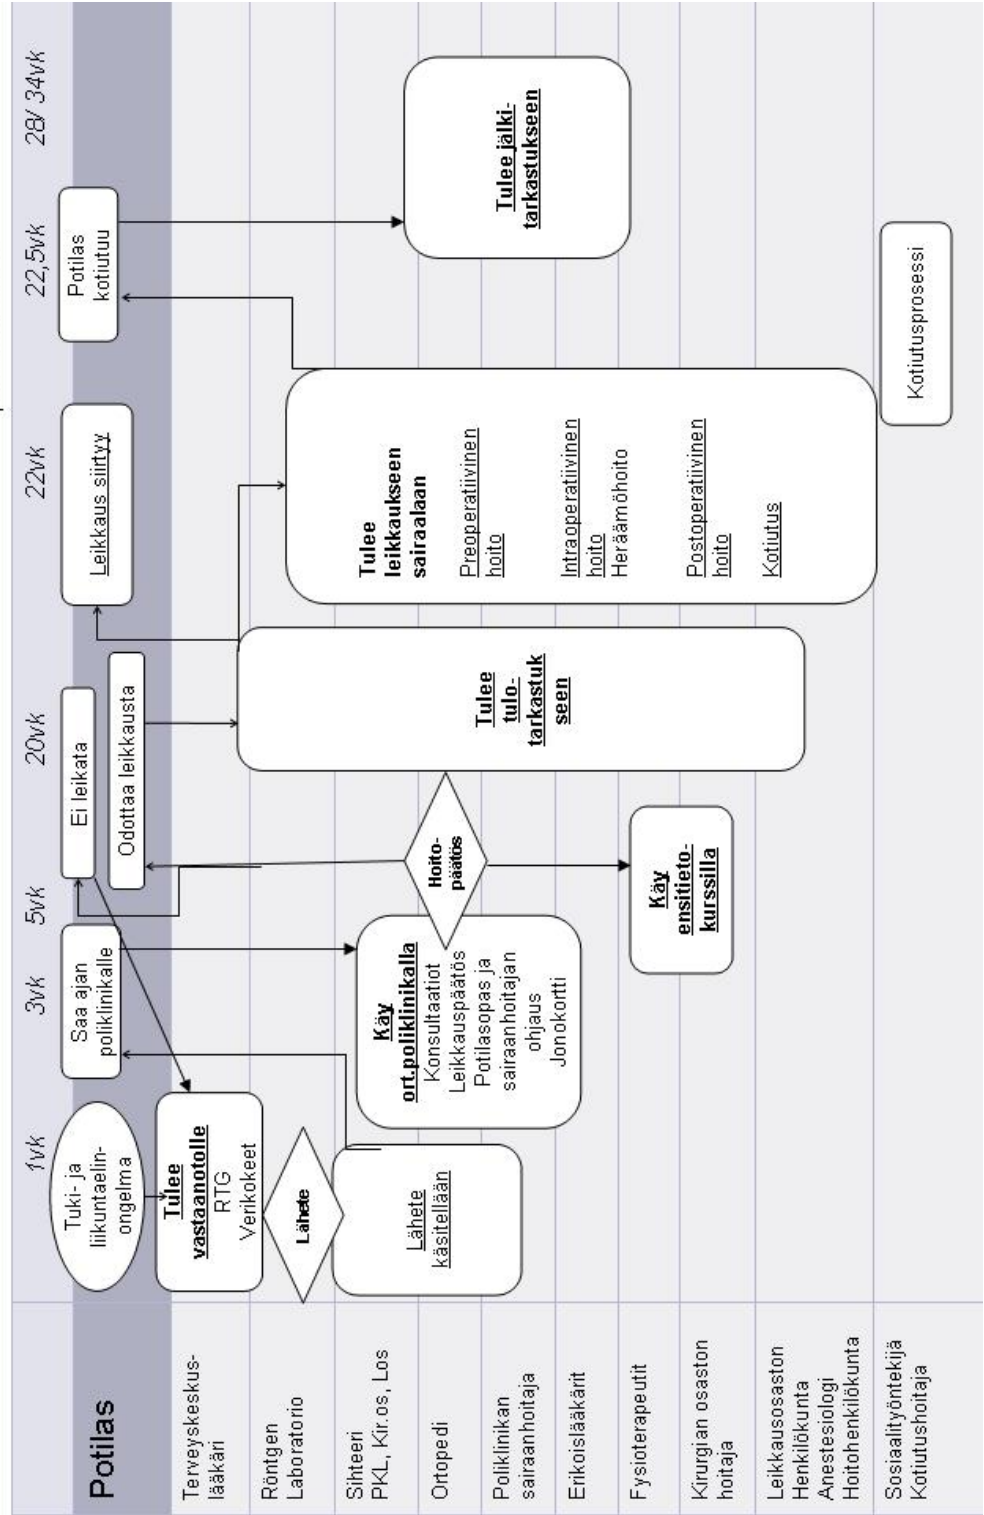 1vk
3vk
5vk
20vk
22vk
22,5vk
28/ 34vk
Potilas
Tuki- ja
liikuntaelin-
ongelma
Saa ajan
poliklinikalle
Ei leikata
Odottaa leikkausta
Leikkaus siirtyy
Potilas
kotiutuu
Terveyskeskus-
lääkäri
Röntgen
Laboratorio
Sihteeri
PKL, Kir.os, Los
Ortopedi
Poliklinikan
sairaanhoitaja
Erikoislääkärit
Fysioterapeutit
Kirurgian osaston
hoitaja
Leikkausosaston
Henkilökunta
Anestesiologi
Hoitohenkilökunta
Sosiaalityöntekijä
Kotiutushoitaja
Tulee
vastaanotolle
RTG
Verikokeet
Lähete
Lähete
käsitellään
Käy
ort.poliklinikalla
Konsultaatiot
Leikkauspäätös
Potilasopas ja
sairaanhoitajan
ohjaus
Jonokortti
Hoito-
päätös
Käy
ensitieto-
kurssilla
Tulee
tulo-
tarkastuk
seen
Tulee
leikkaukseen
sairaalaan
Preoperatiivinen
hoito
Intraoperatiivinen
hoito
Heräämöhoito
Postoperatiivinen
hoito
Kotiutus
Tulee jälki-
tarkastukseen
Kotiutusprosessi